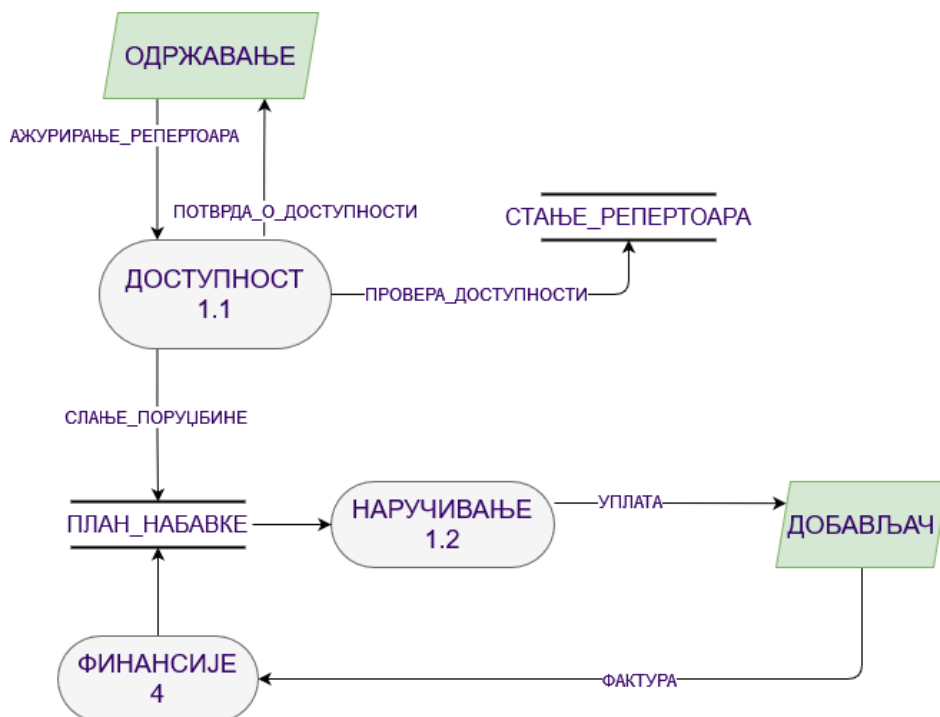 ОДРЖАВАЊЕ
АЖУРИРАЊЕ_РЕПЕРТОАРА
ПОТВРДА_О_ДОСТУПНОСТИ
СТАЊЕ_РЕПЕРТОАРА
ДОСТУПНОСТ
1.1
ПРОВЕРА_ДОСТУПНОСТИ
СЛАЊЕ_ПОРУЏБИНЕ
ПЛАН_НАБАВКЕ
НАРУЧИВАЊЕ
1.2
УПЛАТА
ДОБАВЉАЧ
ФИНАНСИЈЕ
4
ФАКТУРА